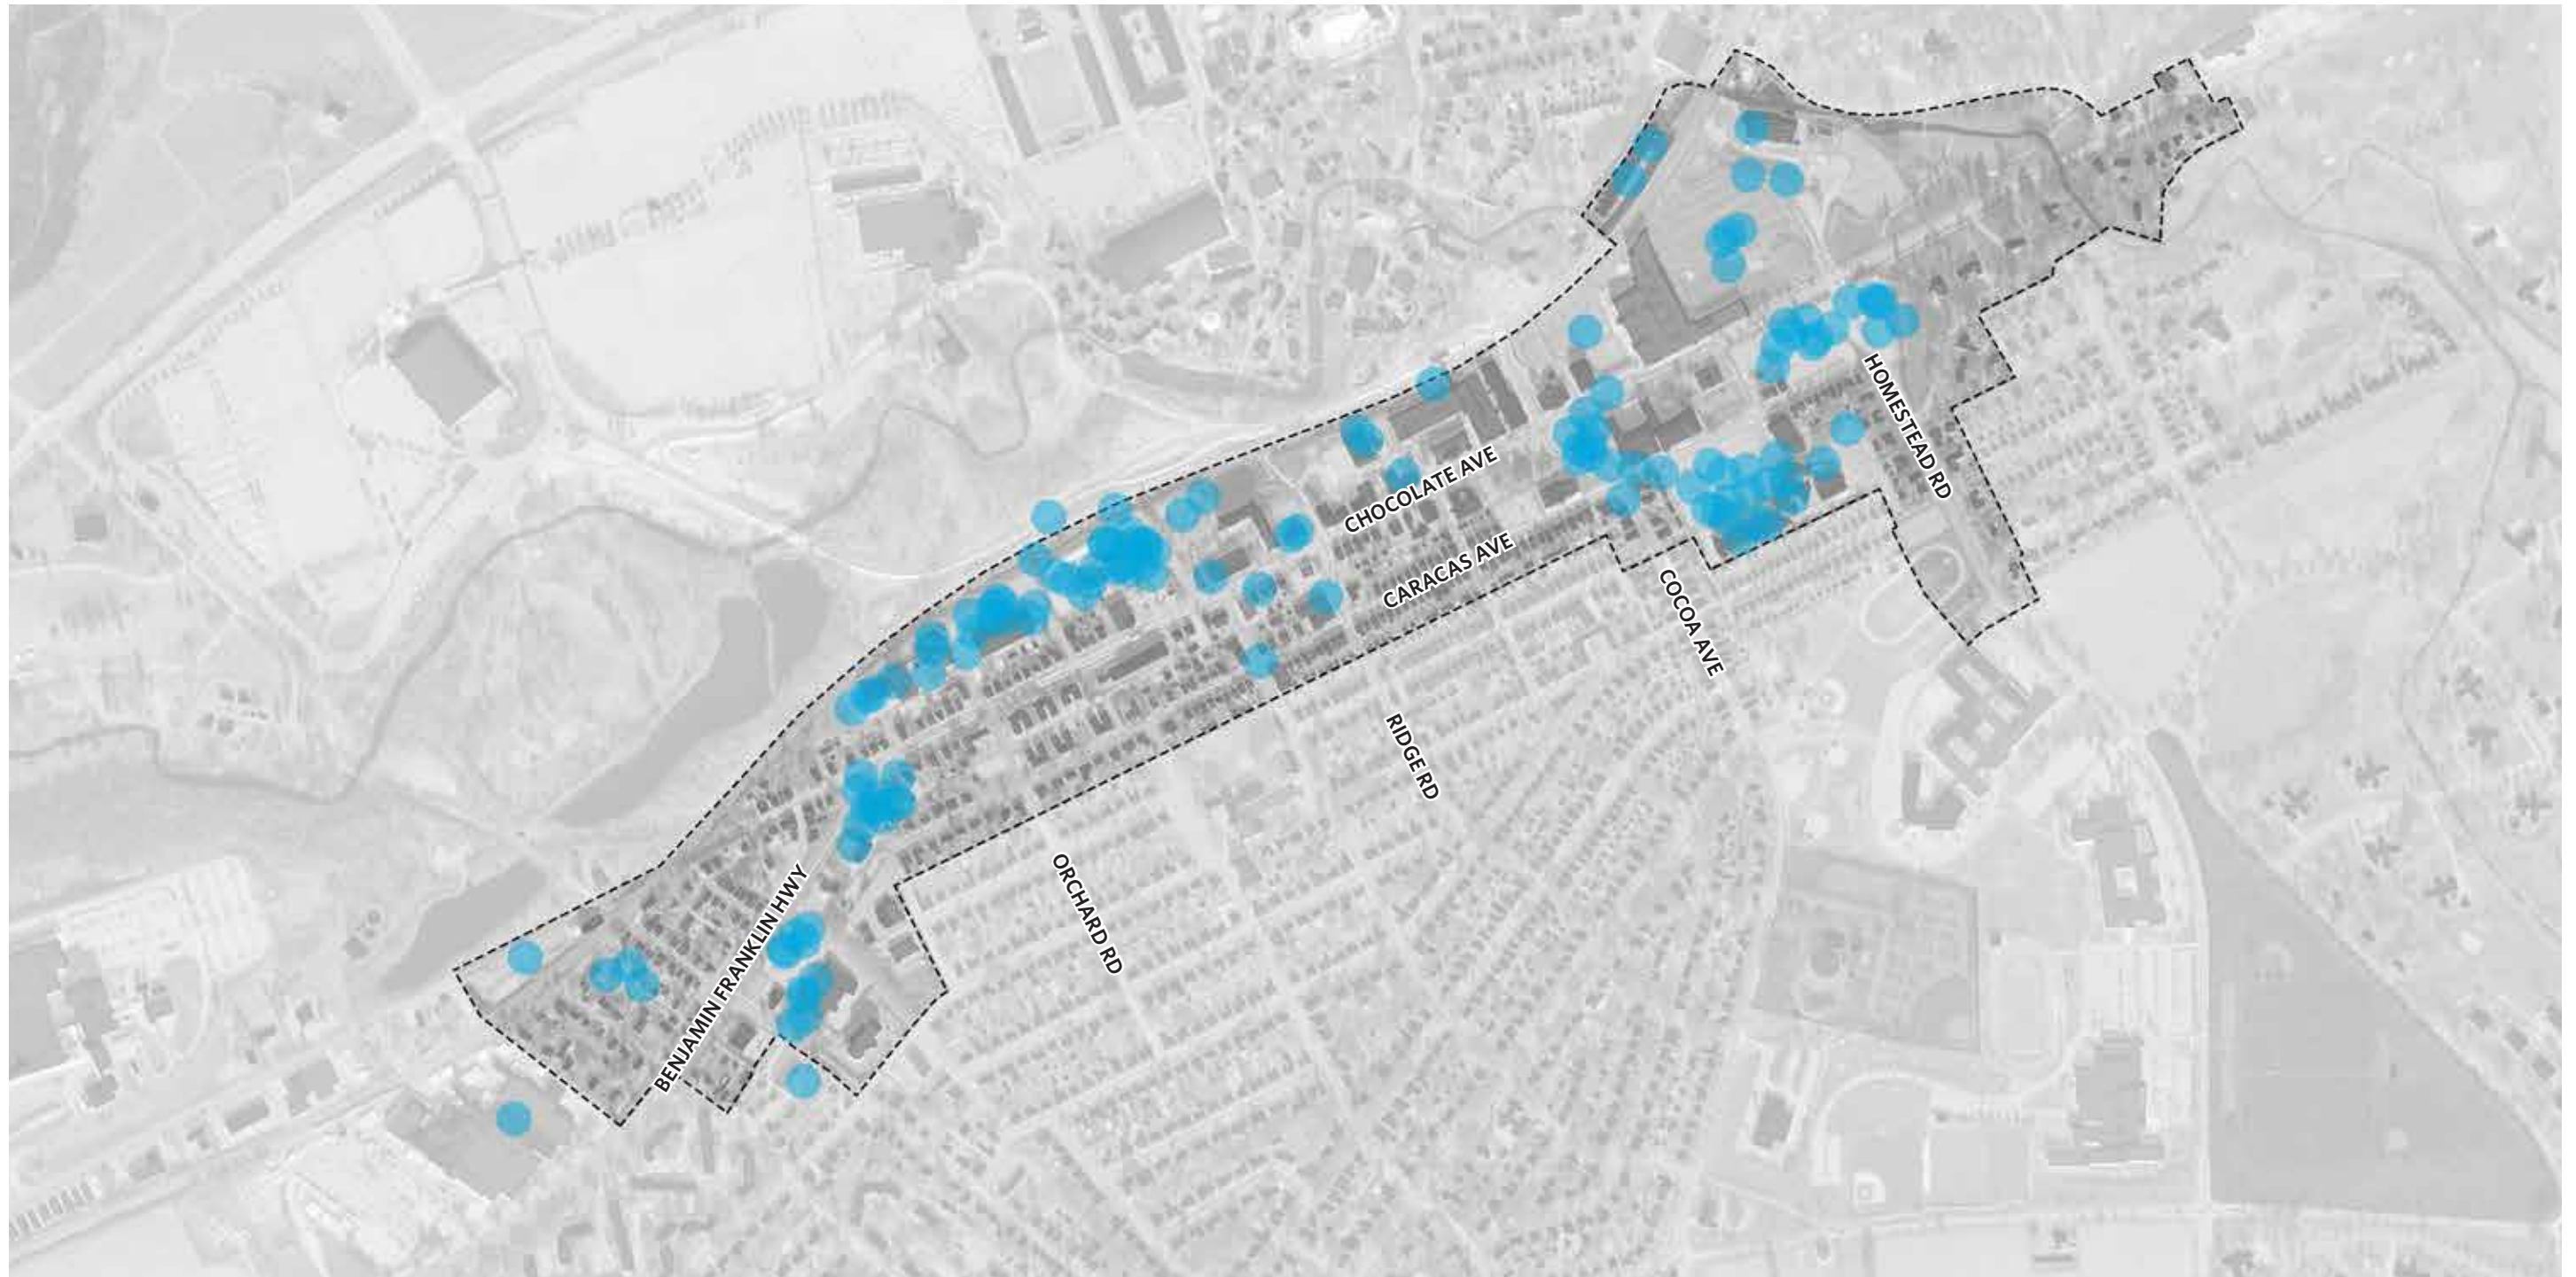 HOMESTEAD RD
CHOCOLATE AVE
CARACAS AVE
COCOA AVE
RIDGE RD
ORCHARD RD
BENJAMIN FRANKLIN HWY